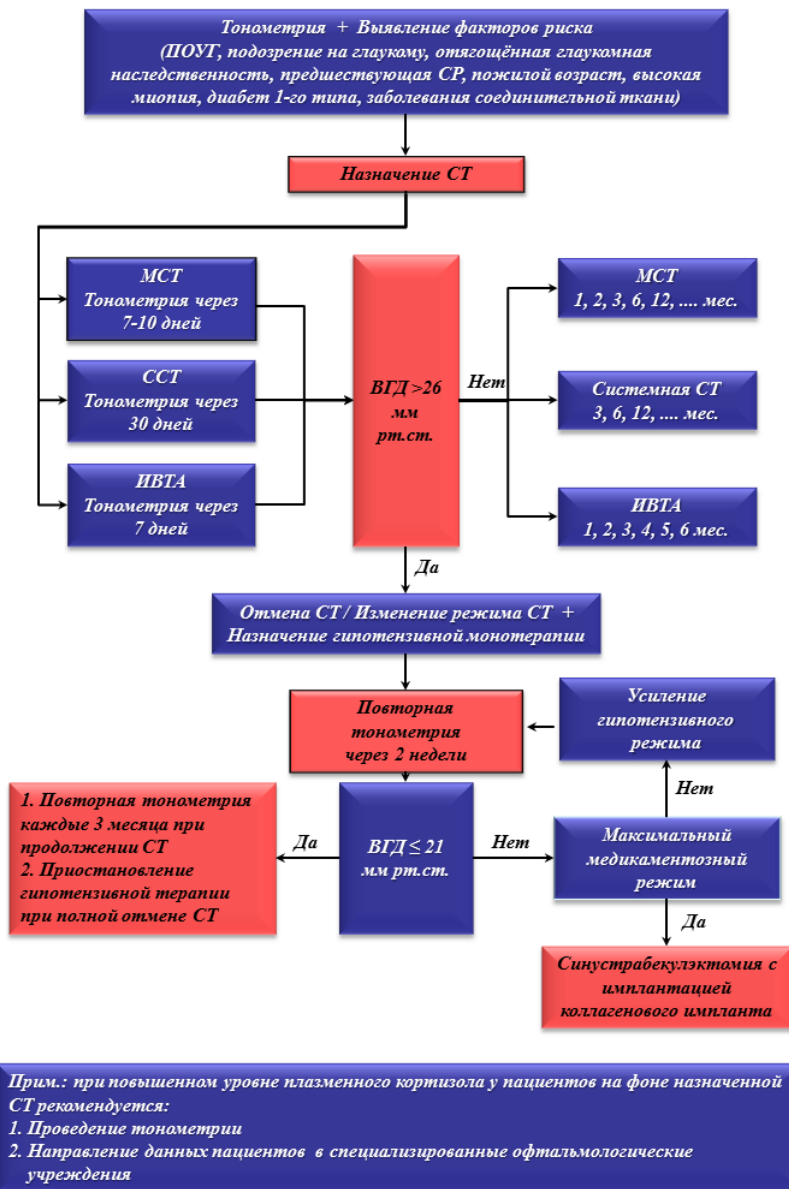 Тонометрия + Выявление факторов риска
(ПОУГ, подозрение на глаукому, отягощённая глаукомная
наследственность, предшествующая СР, пожилой возраст, высокая
миопия, диабет 1-го типа, заболевания соединительной ткани)
Назначение СТ
МСТ
Тонометрия через
7-10 дней
ССТ
Тонометрия через
30 дней
ИВТА
Тонометрия через
7 дней
ВГД >26
мм
рт.ст.
Нет
МСТ
1, 2, 3, 6, 12, .... мес.
Системная СТ
3, 6, 12, .... мес.
ИВТА
1, 2, 3, 4, 5, 6 мес.
Да
Отмена СТ / Изменение режима СТ +
Назначение гипотензивной монотерапии
Повторная
тонометрия
через 2 недели
Усиление
гипотензивного
режима
Нет
1. Повторная тонометрия
каждые 3 месяца при
продолжении СТ
2. Приостановление
гипотензивной терапии
при полной отмене СТ
Да
ВГД ≤ 21
мм рт.ст.
Нет
Максимальный
медикаментозный
режим
Да
Синустрабекулэктомия с
имплантацией
коллагенового импланта
Прим.: при повышенном уровне плазменного кортизола у пациентов на фоне назначенной
СТ рекомендуется:
1. Проведение тонометрии
2. Направление данных пациентов в специализированные офтальмологические
учреждения